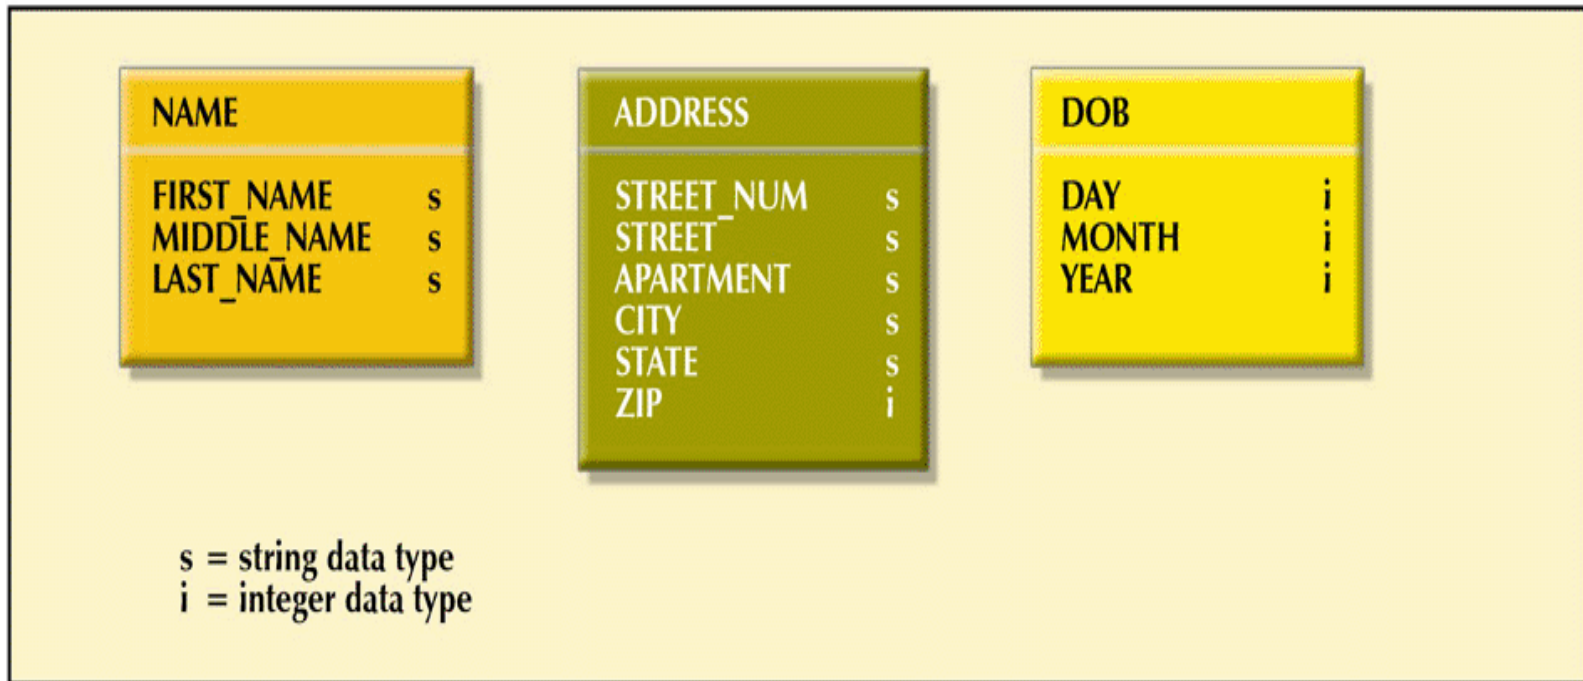 NAME
FIRST_NAME s
MIDDLE_NAME s
LAST_NAME s
ADDRESS
STREET_NUM s
STREET s
APARTMENT s
CITY s
STATE s
ZIP i
DOB
DAY i
MONTH i
YEAR i
s = string data type
i = integer data type